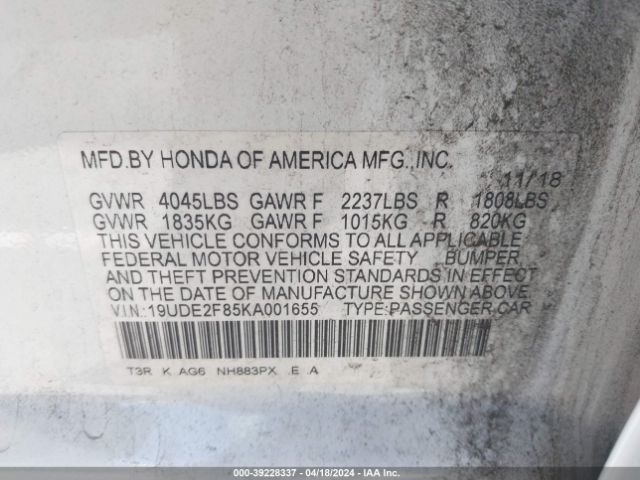 MFD.BY HONDA OF AMERICA MFG.,INC.
11/18
GVWR 4045LBS GAWR F 2237LBS R 1808LBS
GVWR 1835KG GAWR F 1015KG R 820KG
THIS VEHICLE CONFORMS TO ALL APPLICABLE
FEDERAL MOTOR VEHICLE SAFETY BUMPER,
AND THEFT PREVENTION STANDARDS IN EFFECT
ON THE DATE OF MANUFACTURE SHOWN ABOVE.
V.I.N.:19UDE2F85KA001655 TYPE:PASSENGER CAR
T3R K AG6 NH883PX .E .A
000-39228337 - 04/18/2024 - IAA Inc.